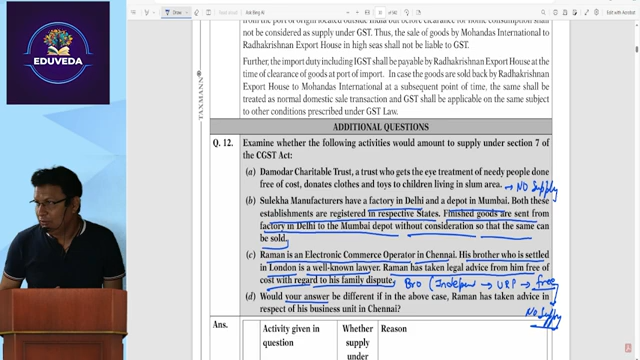 Ask Bing AI
Draw
of 142
Edit with Acrobat
EDUVEDA
TAXMANN®
from the port of origin located outside India but before clearance for home consumption shall
not be considered as supply under GST. Thus, the sale of goods by Mohandas International to
Radhakrishnan Export House in high seas shall not be liable to GST.
Further, the import duty including IGST shall be payable by Radhakrishnan Export House at the
time of clearance of goods at port of import. In case the goods are sold back by Radhakrishnan
Export House to Mohandas International at a subsequent point of time, the same shall be
treated as normal domestic sale transaction and GST shall be applicable on the same subject
to other conditions prescribed under GST Law.
ADDITIONAL QUESTIONS
Q. 12. Examine whether the following activities would amount to supply under section 7 of
the CGST Act:
(a) Damodar Charitable Trust, a trust who gets the eye treatment of needy people done
free of cost, donates clothes and toys to children living in slum area. → NO Supply
(b) Sulekha Manufacturers have a factory in Delhi and a depot in Mumbai. Both these
establishments are registered in respective States. Finished goods are sent from
factory in Delhi to the Mumbai depot without consideration so that the same can
be sold.
(c) Raman is an Electronic Commerce Operator in Chennai. His brother who is settled
in London is a well-known lawyer. Raman has taken legal advice from him free of
cost with regard to his family dispute. Bro (Indepen → URP → free
(d) Would your answer be different if in the above case, Raman has taken advice in
respect of his business unit in Chennai? No Supply
Ans.
Activity given in Whether Reason
question supply
under